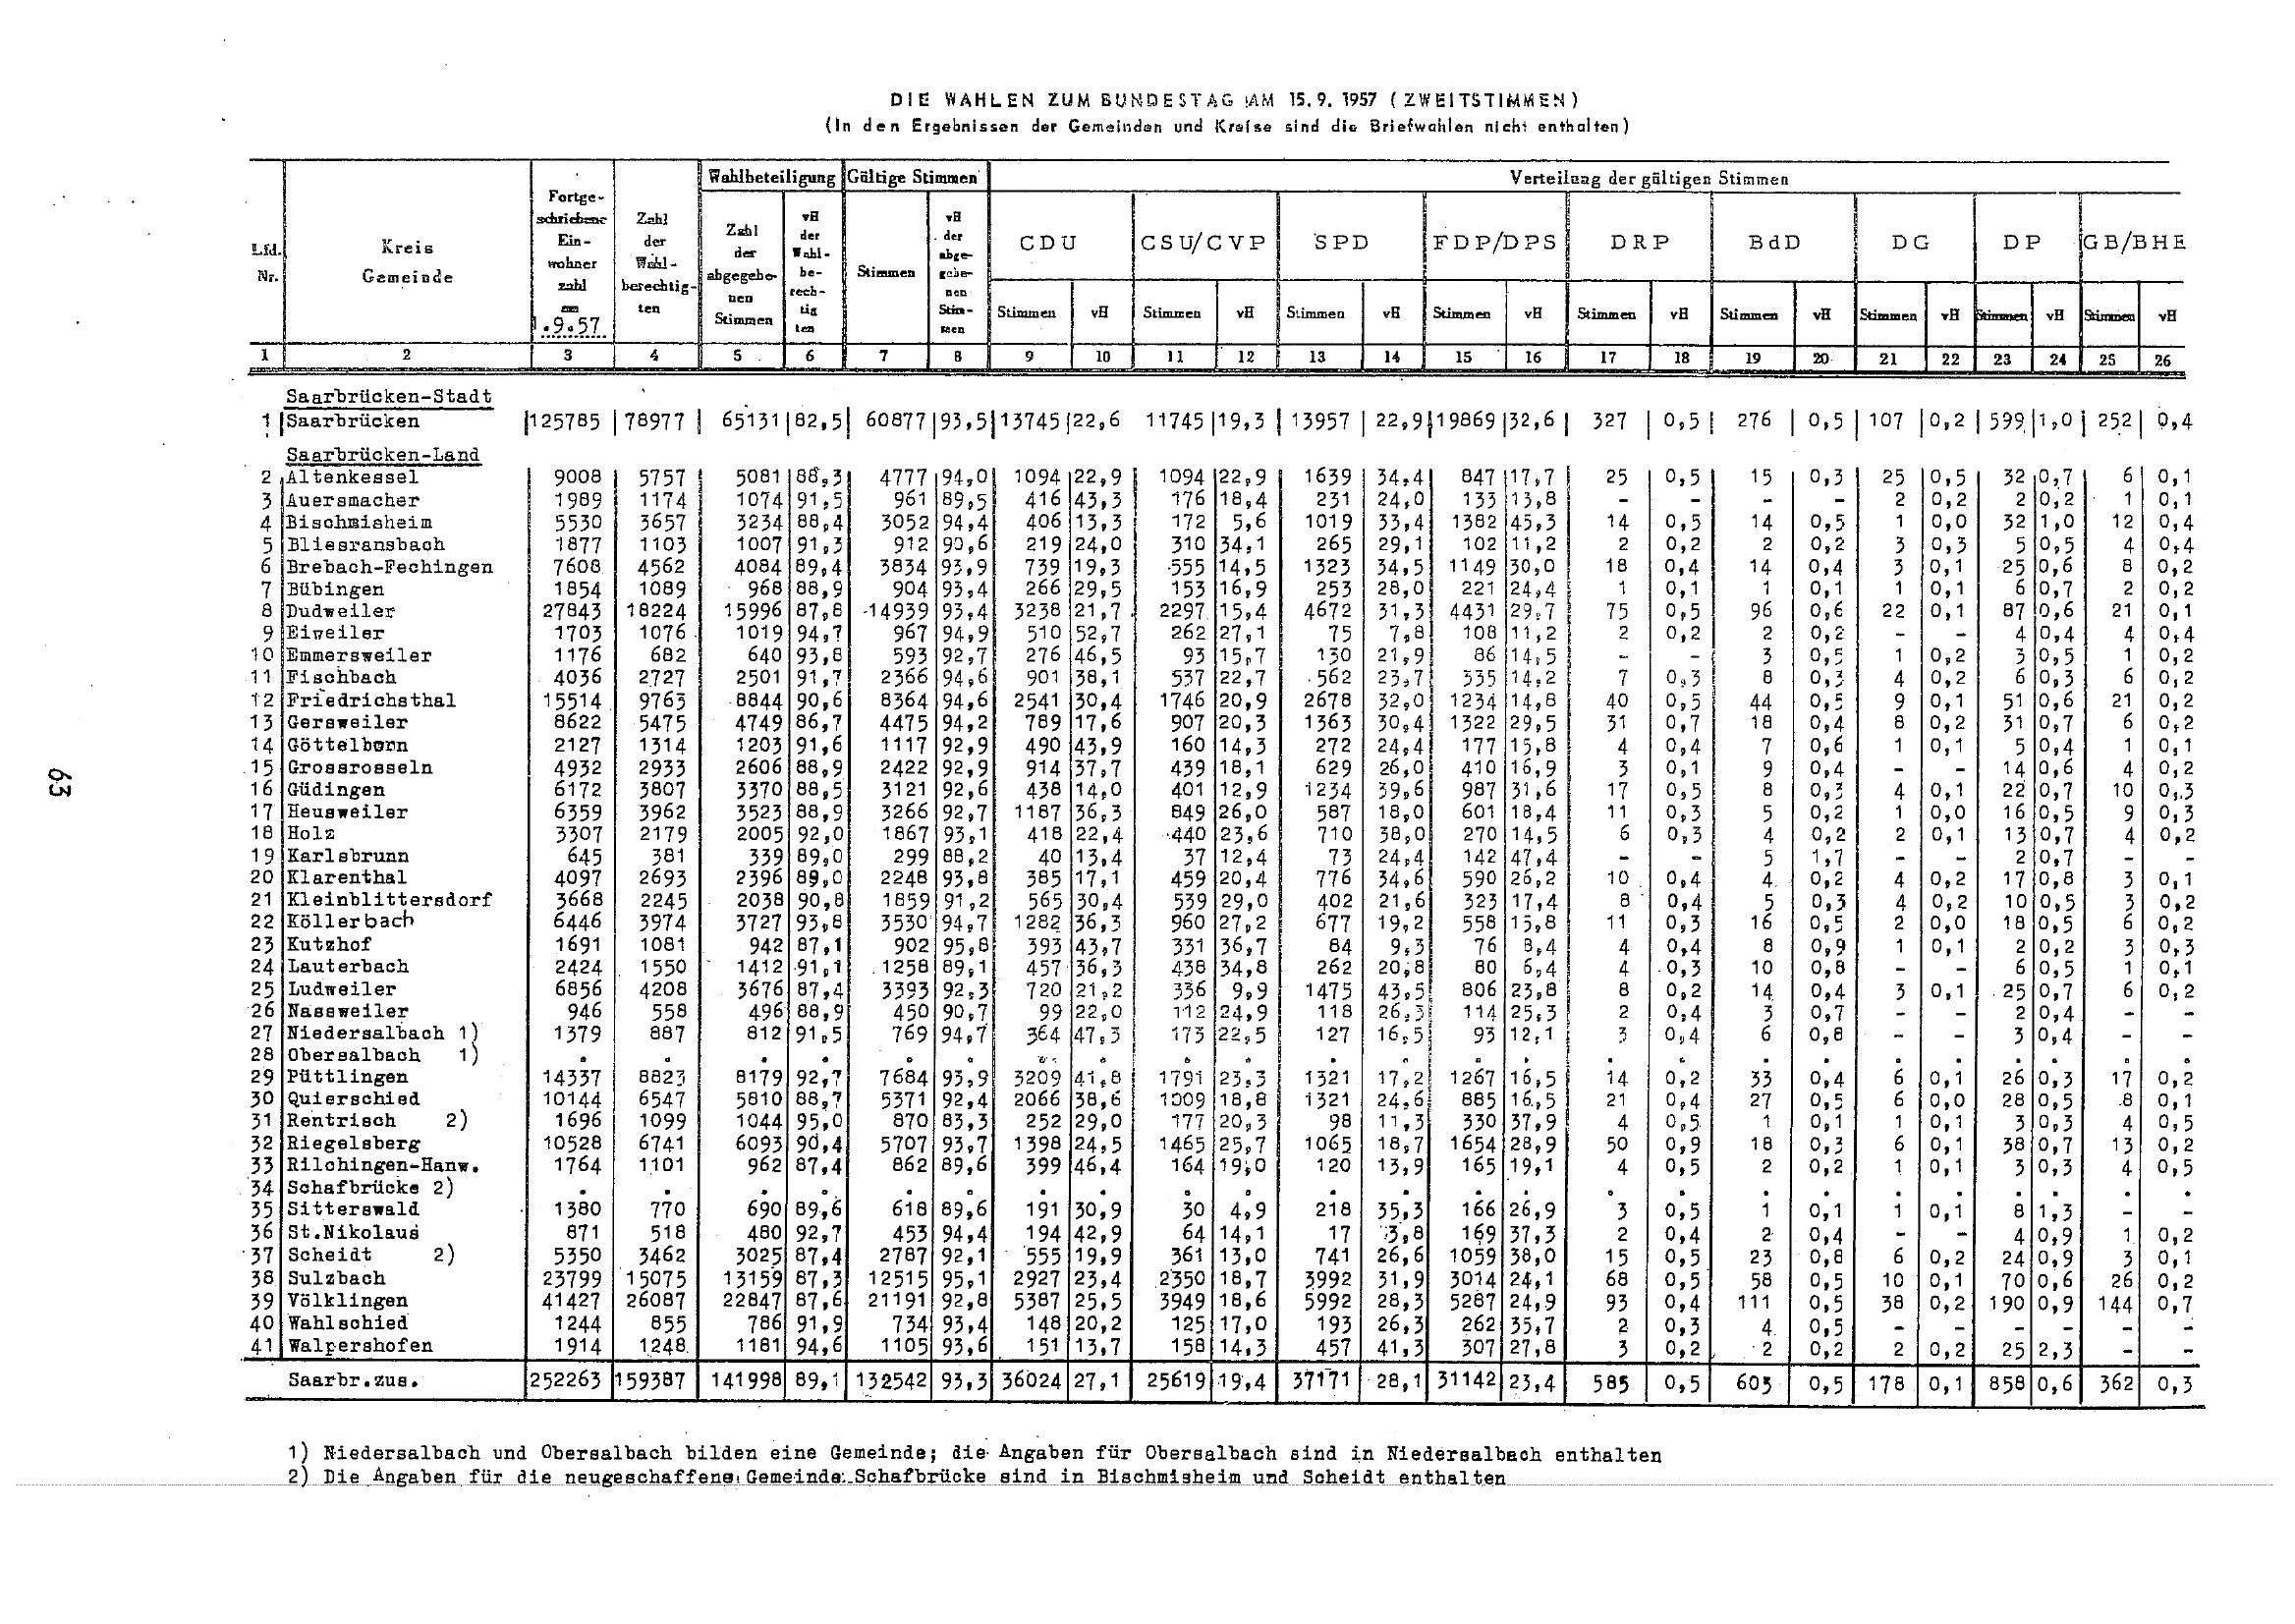 DIE WAHLEN ZUM BUNDESTAG AM 15.9.1957 (ZWEITSTIMMEN)
(In den Ergebnissen der Gemeinden und Kreise sind die Briefwahlen nicht enthalten)
Lfd. Nr. | Kreis Gemeinde | Fortge-schriebene Ein-wohner zahl am 1.9.57 | Zahl der Wahl-berechtig-ten | Wahlbeteiligung | Gültige Stimmen | Verteilung der gültigen Stimmen
Zahl der abgegebe-nen Stimmen | vH der Wahl-be-rech-tig ten | Stimmen | vH der abge-gebe-nen Stim-men | CDU | CSU/CVP | SPD | FDP/DPS | DRP | BdD | DG | DP | GB/BHE
Stimmen | vH | Stimmen | vH | Stimmen | vH | Stimmen | vH | Stimmen | vH | Stimmen | vH | Stimmen | vH | Stimmen | vH | Stimmen | vH
1 2 3 4 5 6 7 8 9 10 11 12 13 14 15 16 17 18 19 20 21 22 23 24 25 26
Saarbrücken-Stadt
1 Saarbrücken 125785 78977 65131 82,5 60877 93,5 13745 22,6 11745 19,3 13957 22,9 19869 32,6 327 0,5 276 0,5 107 0,2 599 1,0 252 0,4
Saarbrücken-Land
2 Altenkessel 9008 5757 5081 88,3 4777 94,0 1094 22,9 1094 22,9 1639 34,4 847 17,7 25 0,5 15 0,3 25 0,5 32 0,7 6 0,1
3 Auersmacher 1989 1174 1074 91,5 961 89,5 416 43,3 176 18,4 231 24,0 133 13,8 - - - - 2 0,2 2 0,2 1 0,1
4 Bischmisheim 5530 3657 3234 88,4 3052 94,4 406 13,3 172 5,6 1019 33,4 1382 45,3 14 0,5 14 0,5 1 0,0 32 1,0 12 0,4
5 Bliesransbach 1877 1103 1007 91,3 912 90,6 219 24,0 310 34,1 265 29,1 102 11,2 2 0,2 2 0,2 3 0,3 5 0,5 4 0,4
6 Brebach-Fechingen 7608 4562 4084 89,4 3834 93,9 739 19,3 555 14,5 1323 34,5 1149 30,0 18 0,4 14 0,4 3 0,1 25 0,6 8 0,2
7 Bübingen 1854 1089 968 88,9 904 93,4 266 29,5 153 16,9 253 28,0 221 24,4 1 0,1 1 0,1 1 0,1 6 0,7 2 0,2
8 Dudweiler 27843 18224 15996 87,8 14939 93,4 3238 21,7 2297 15,4 4672 31,3 4431 29,7 75 0,5 96 0,6 22 0,1 87 0,6 21 0,1
9 Eiweiler 1703 1076 1019 94,7 967 94,9 510 52,7 262 27,1 75 7,8 108 11,2 2 0,2 2 0,2 - - 4 0,4 4 0,4
10 Emmersweiler 1176 682 640 93,8 593 92,7 276 46,5 93 15,7 130 21,9 86 14,5 - - 3 0,5 1 0,2 3 0,5 1 0,2
11 Fischbach 4036 2727 2501 91,7 2366 94,6 901 38,1 537 22,7 562 23,7 335 14,2 7 0,3 8 0,3 4 0,2 6 0,3 6 0,2
12 Friedrichsthal 15514 9763 8844 90,6 8364 94,6 2541 30,4 1746 20,9 2678 32,0 1234 14,8 40 0,5 44 0,5 9 0,1 51 0,6 21 0,2
13 Gersweiler 8622 5475 4749 86,7 4475 94,2 789 17,6 907 20,3 1363 30,4 1322 29,5 31 0,7 18 0,4 8 0,2 31 0,7 6 0,2
14 Göttelborn 2127 1314 1203 91,6 1117 92,9 490 43,9 160 14,3 272 24,4 177 15,8 4 0,4 7 0,6 1 0,1 5 0,4 1 0,1
15 Grossrosseln 4932 2933 2606 88,9 2422 92,9 914 37,7 439 18,1 629 26,0 410 16,9 3 0,1 9 0,4 - - 14 0,6 4 0,2
16 Güdingen 6172 3807 3370 88,5 3121 92,6 438 14,0 401 12,9 1234 39,6 987 31,6 17 0,5 8 0,3 4 0,1 22 0,7 10 0,3
17 Heusweiler 6359 3962 3523 88,9 3266 92,7 1187 36,3 849 26,0 587 18,0 601 18,4 11 0,3 5 0,2 1 0,0 16 0,5 9 0,3
18 Holz 3307 2179 2005 92,0 1867 93,1 418 22,4 440 23,6 710 38,0 270 14,5 6 0,3 4 0,2 2 0,1 13 0,7 4 0,2
19 Karlsbrunn 645 381 339 89,0 299 88,2 40 13,4 37 12,4 73 24,4 142 47,4 - - 5 1,7 - - 2 0,7 - -
20 Klarenthal 4097 2693 2396 89,0 2248 93,8 385 17,1 459 20,4 776 34,6 590 26,2 10 0,4 4 0,2 4 0,2 17 0,8 3 0,1
21 Kleinblittersdorf 3668 2245 2038 90,8 1859 91,2 565 30,4 539 29,0 402 21,6 323 17,4 8 0,4 5 0,3 4 0,2 10 0,5 3 0,2
22 Köllerbach 6446 3974 3727 93,8 3530 94,7 1282 36,3 960 27,2 677 19,2 558 15,8 11 0,3 16 0,5 2 0,0 18 0,5 6 0,2
23 Kutzhof 1691 1081 942 87,1 902 95,8 393 43,7 331 36,7 84 9,3 76 8,4 4 0,4 8 0,9 1 0,1 2 0,2 3 0,3
24 Lauterbach 2424 1550 1412 91,1 1258 89,1 457 36,3 438 34,8 262 20,8 80 6,4 4 0,3 10 0,8 - - 6 0,5 1 0,1
25 Ludweiler 6856 4208 3676 87,4 3393 92,3 720 21,2 336 9,9 1475 43,5 806 23,8 8 0,2 14 0,4 3 0,1 25 0,7 6 0,2
26 Nassweiler 946 558 496 88,9 450 90,7 99 22,0 112 24,9 118 26,3 114 25,3 2 0,4 3 0,7 - - 2 0,4 - -
27 Niedersalbach 1) 1379 887 812 91,5 769 94,7 364 47,3 173 22,5 127 16,5 93 12,1 3 0,4 6 0,8 - - 3 0,4 - -
28 Obersalbach 1) . . . . . . . . . . . . . . . . . . . . . . . .
29 Püttlingen 14337 8823 8179 92,7 7684 93,9 3209 41,8 1791 23,3 1321 17,2 1267 16,5 14 0,2 33 0,4 6 0,1 26 0,3 17 0,2
30 Quierschied 10144 6547 5810 88,7 5371 92,4 2066 38,6 1009 18,8 1321 24,6 885 16,5 21 0,4 27 0,5 6 0,0 28 0,5 8 0,1
31 Rentrisch 2) 1696 1099 1044 95,0 870 83,3 252 29,0 177 20,3 98 11,3 330 37,9 4 0,5 1 0,1 1 0,1 3 0,3 4 0,5
32 Riegelsberg 10528 6741 6093 90,4 5707 93,7 1398 24,5 1465 25,7 1065 18,7 1654 28,9 50 0,9 18 0,3 6 0,1 38 0,7 13 0,2
33 Rilchingen-Hanw. 1764 1101 962 87,4 862 89,6 399 46,4 164 19,0 120 13,9 165 19,1 4 0,5 2 0,2 1 0,1 3 0,3 4 0,5
34 Schafbrücke 2) . . . . . . . . . . . . . . . . . . . . . . . .
35 Sitterswald 1380 770 690 89,6 618 89,6 191 30,9 30 4,9 218 35,3 166 26,9 3 0,5 1 0,1 1 0,1 8 1,3 - -
36 St.Nikolaus 871 518 480 92,7 453 94,4 194 42,9 64 14,1 17 3,8 169 37,3 2 0,4 2 0,4 - - 4 0,9 1 0,2
37 Scheidt 2) 5350 3462 3025 87,4 2787 92,1 555 19,9 361 13,0 741 26,6 1059 38,0 15 0,5 23 0,8 6 0,2 24 0,9 3 0,1
38 Sulzbach 23799 15075 13159 87,3 12515 95,1 2927 23,4 2350 18,7 3992 31,9 3014 24,1 68 0,5 58 0,5 10 0,1 70 0,6 26 0,2
39 Völklingen 41427 26087 22847 87,6 21191 92,8 5387 25,5 3949 18,6 5992 28,3 5287 24,9 93 0,4 111 0,5 38 0,2 190 0,9 144 0,7
40 Wahlschied 1244 855 786 91,9 734 93,4 148 20,2 125 17,0 193 26,3 262 35,7 2 0,3 4 0,5 - - - - - -
41 Walpershofen 1914 1248 1181 94,6 1105 93,6 151 13,7 158 14,3 457 41,3 307 27,8 3 0,2 2 0,2 2 0,2 25 2,3 - -
Saarbr.zus. 252263 159387 141998 89,1 132542 93,3 36024 27,1 25619 19,4 37171 28,1 31142 23,4 585 0,5 603 0,5 178 0,1 858 0,6 362 0,3
1) Niedersalbach und Obersalbach bilden eine Gemeinde; die Angaben für Obersalbach sind in Niedersalbach enthalten
2) Die Angaben für die neugeschaffene Gemeinde Schafbrücke sind in Bischmisheim und Scheidt enthalten
63